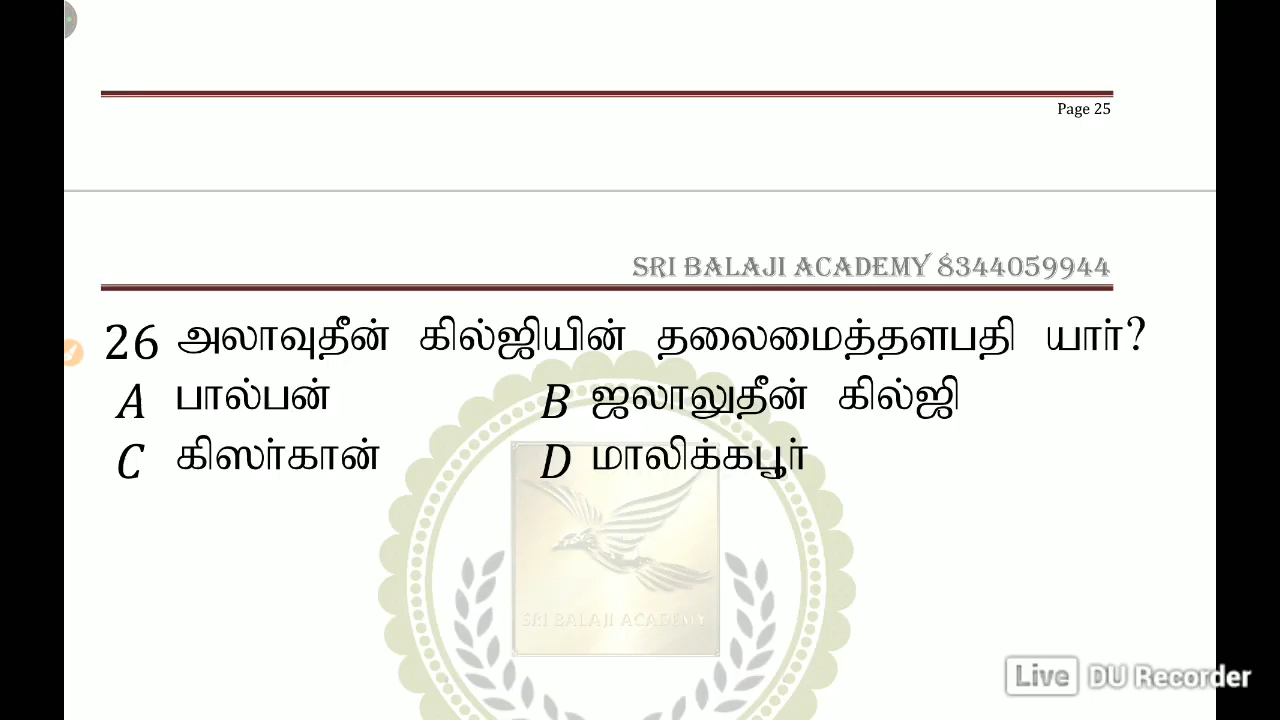 Page 25
SRI BALAJI ACADEMY 8344059944
26 அலாவுதீன் கில்ஜியின் தலைமைத்தளபதி யார்?
A பால்பன் B ஜலாலுதீன் கில்ஜி
C கிஸர்கான் D மாலிக்கபூர்
SRI BALAJI ACADEMY
Live DU Recorder